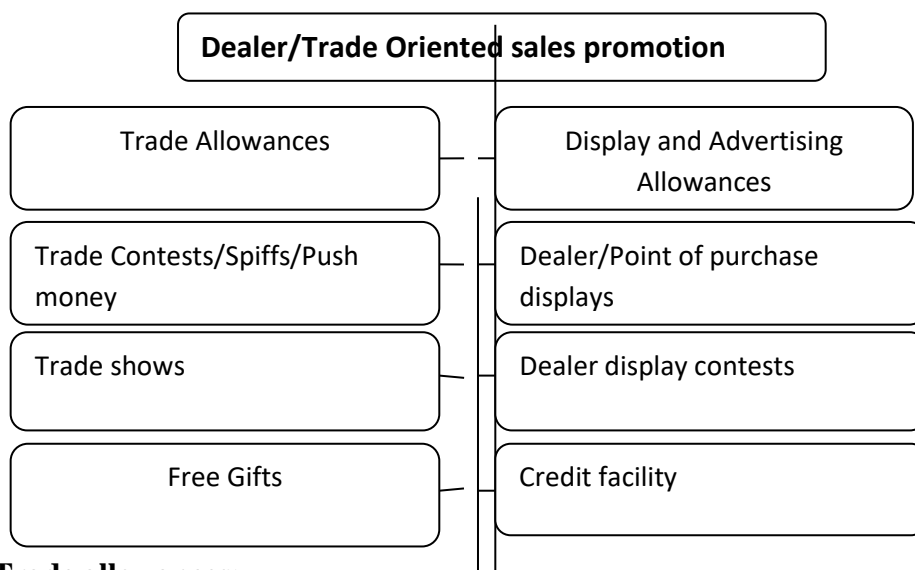 Dealer/Trade Oriented sales promotion
Trade Allowances
Display and Advertising
Allowances
Trade Contests/Spiffs/Push
money
Dealer/Point of purchase
displays
Trade shows
Dealer display contests
Free Gifts
Credit facility